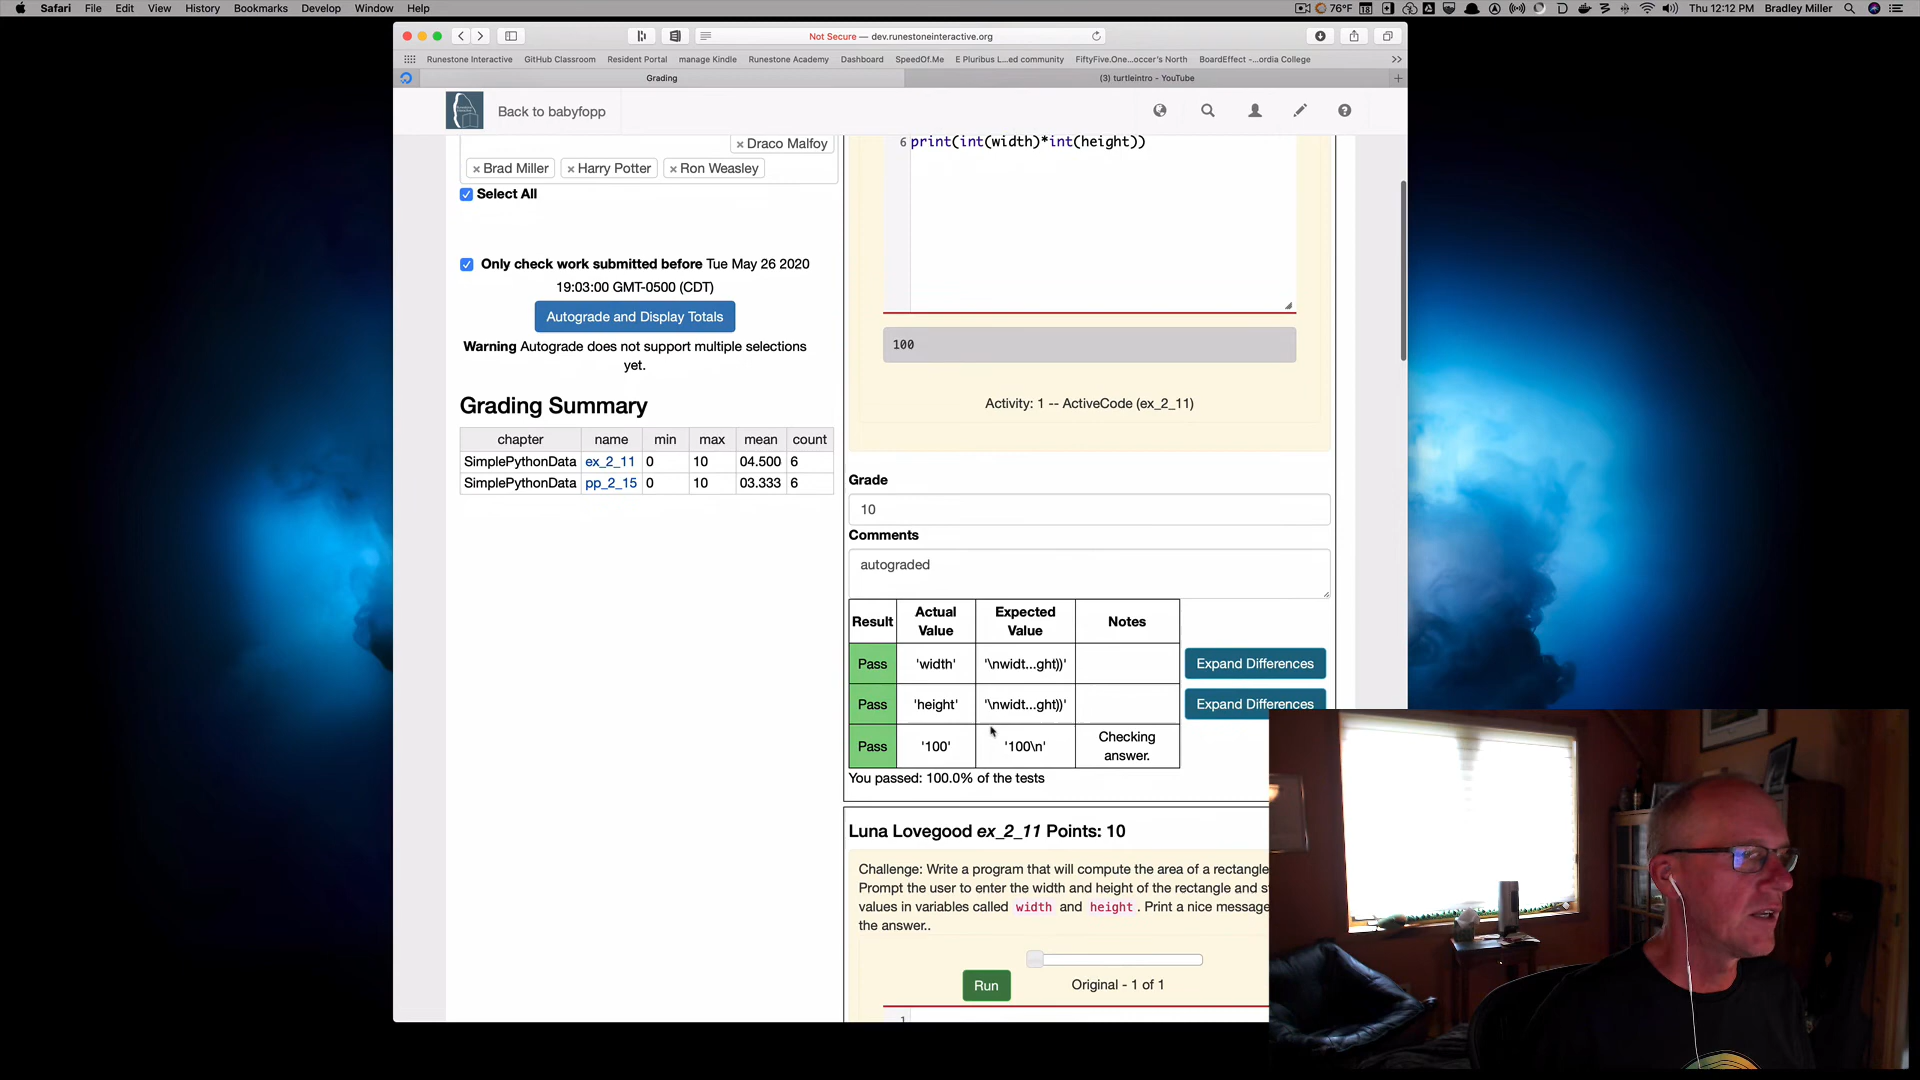 Safari File Edit View History Bookmarks Develop Window Help
76°F 18 Thu 12:12 PM Bradley Miller
Not Secure — dev.runestoneinteractive.org
Runestone Interactive GitHub Classroom Resident Portal manage Kindle Runestone Academy Dashboard SpeedOf.Me E Pluribus L...ed community FiftyFive.One...occer's North BoardEffect -...ordia College
Grading (3) turtleintro - YouTube
Back to babyfopp
× Draco Malfoy
× Brad Miller × Harry Potter × Ron Weasley
Select All
Only check work submitted before Tue May 26 2020
19:03:00 GMT-0500 (CDT)
Autograde and Display Totals
Warning Autograde does not support multiple selections
yet.
Grading Summary
chapter name min max mean count
SimplePythonData ex_2_11 0 10 04.500 6
SimplePythonData pp_2_15 0 10 03.333 6
6 print(int(width)*int(height))
100
Activity: 1 -- ActiveCode (ex_2_11)
Grade
10
Comments
autograded
Result Actual Value Expected Value Notes
Pass 'width' '\nwidt...ght))' Expand Differences
Pass 'height' '\nwidt...ght))' Expand Differences
Pass '100' '100\n' Checking answer.
You passed: 100.0% of the tests
Luna Lovegood ex_2_11 Points: 10
Challenge: Write a program that will compute the area of a rectangle
Prompt the user to enter the width and height of the rectangle and s
values in variables called width and height . Print a nice message
the answer..
Run Original - 1 of 1
1